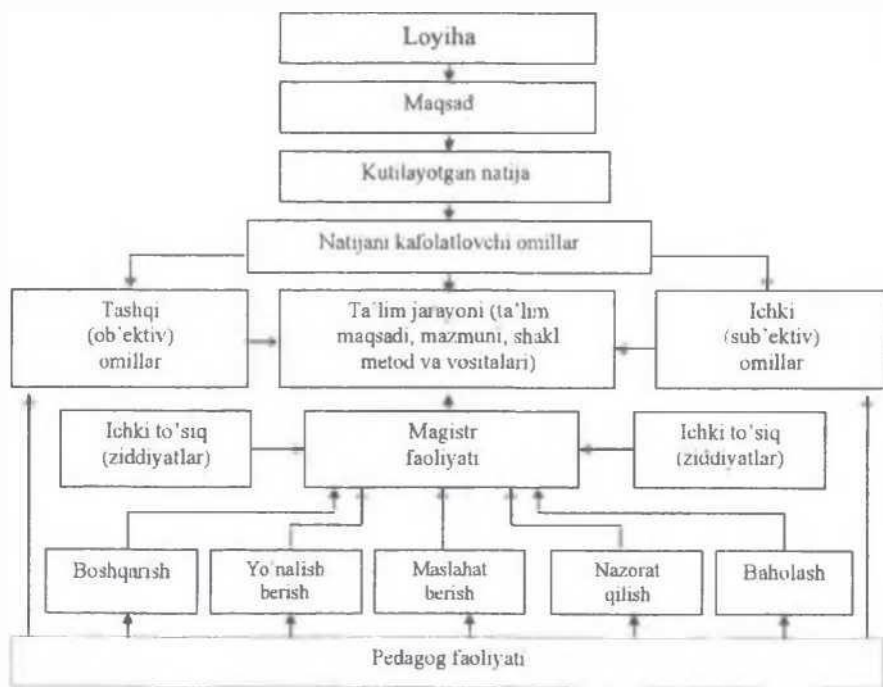 Loyiha
Maqsad
Kutilayotgan natija
Natijani kafolatlovchi omillar
Tashqi
(ob'ektiv)
omillar
Ta'lim jarayoni (ta'lim
maqsadi, mazmuni, shakl
metod va vositalari)
Ichki
(sub'ektiv)
omillar
Ichki to'siq
(ziddiyatlar)
Magistr
faoliyati
Ichki to'siq
(ziddiyatlar)
Boshqarish
Yo'nalish
berish
Maslahat
berish
Nazorat
qilish
Baholash
Pedagog faoliyati